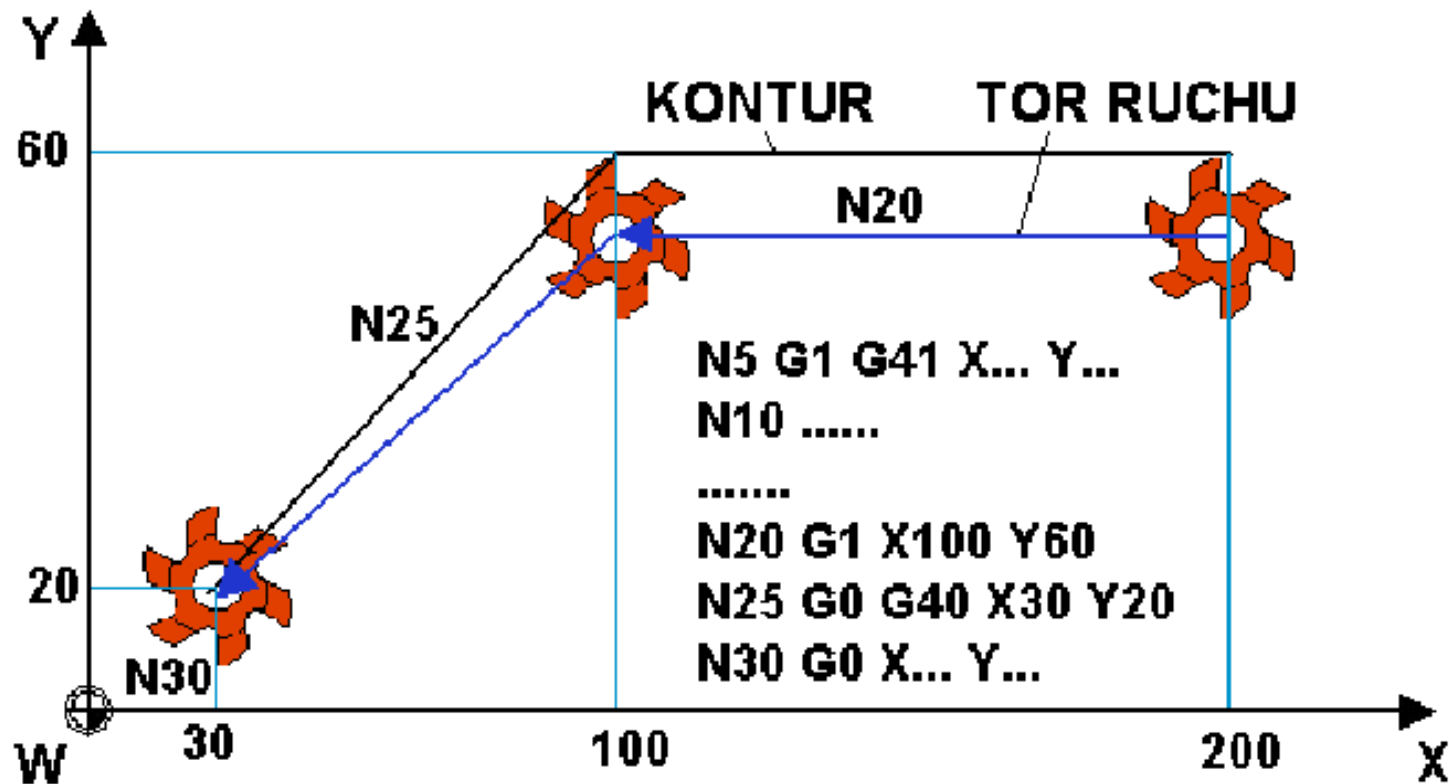 Y
KONTUR TOR RUCHU
60
N20
N25
N5 G1 G41 X... Y...
N10 ......
.......
N20 G1 X100 Y60
20
N25 G0 G40 X30 Y20
N30 G0 X... Y...
N30
W 30 100 200 X